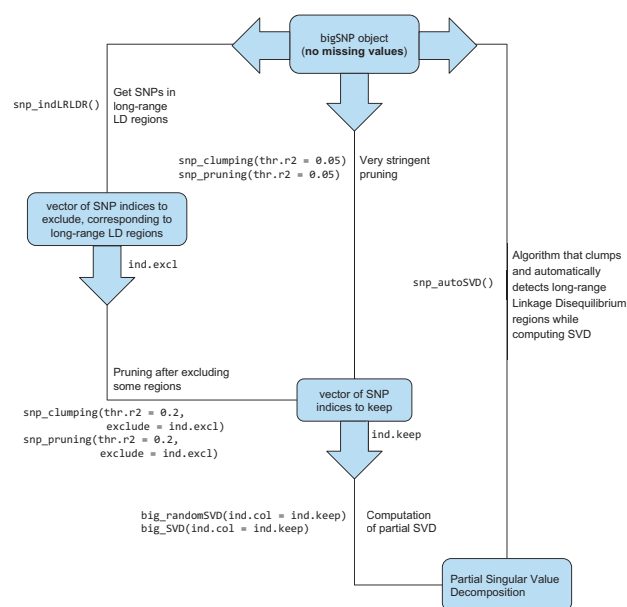 bigSNP object
(no missing values)
snp_indLRLDR()
Get SNPs in
long-range
LD regions
snp_clumping(thr.r2 = 0.05)
snp_pruning(thr.r2 = 0.05)
Very stringent
pruning
vector of SNP indices to
exclude, corresponding to
long-range LD regions
ind.excl
snp_autoSVD()
Algorithm that clumps
and automatically
detects long-range
Linkage Disequilibrium
regions while
computing SVD
Pruning after excluding
some regions
snp_clumping(thr.r2 = 0.2,
exclude = ind.excl)
snp_pruning(thr.r2 = 0.2,
exclude = ind.excl)
vector of SNP
indices to keep
ind.keep
big_randomSVD(ind.col = ind.keep)
big_SVD(ind.col = ind.keep)
Computation
of partial SVD
Partial Singular Value
Decomposition